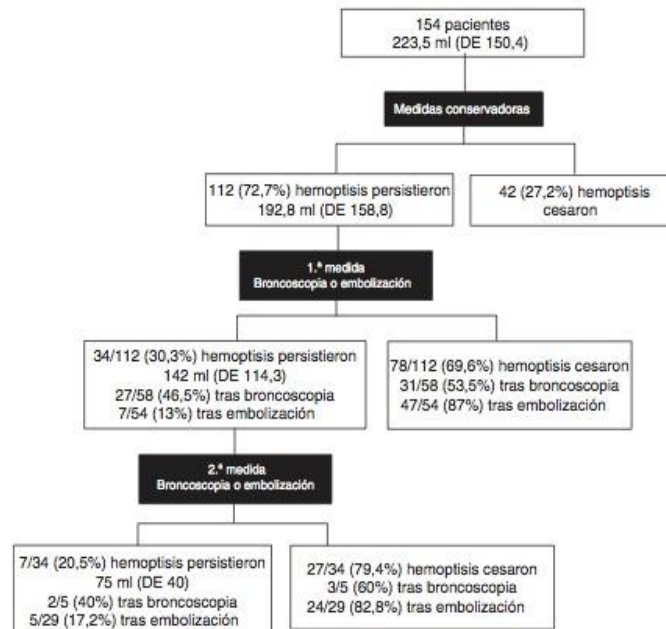 154 pacientes
223,5 ml (DE 150,4)
Medidas conservadoras
112 (72,7%) hemoptisis persistieron
192,8 ml (DE 158,8)
42 (27,2%) hemoptisis
cesaron
1.ª medida
Broncoscopia o embolización
34/112 (30,3%) hemoptisis persistieron
142 ml (DE 114,3)
27/58 (46,5%) tras broncoscopia
7/54 (13%) tras embolización
78/112 (69,6%) hemoptisis cesaron
31/58 (53,5%) tras broncoscopia
47/54 (87%) tras embolización
2.ª medida
Broncoscopia o embolización
7/34 (20,5%) hemoptisis persistieron
75 ml (DE 40)
2/5 (40%) tras broncoscopia
5/29 (17,2%) tras embolización
27/34 (79,4%) hemoptisis cesaron
3/5 (60%) tras broncoscopia
24/29 (82,8%) tras embolización